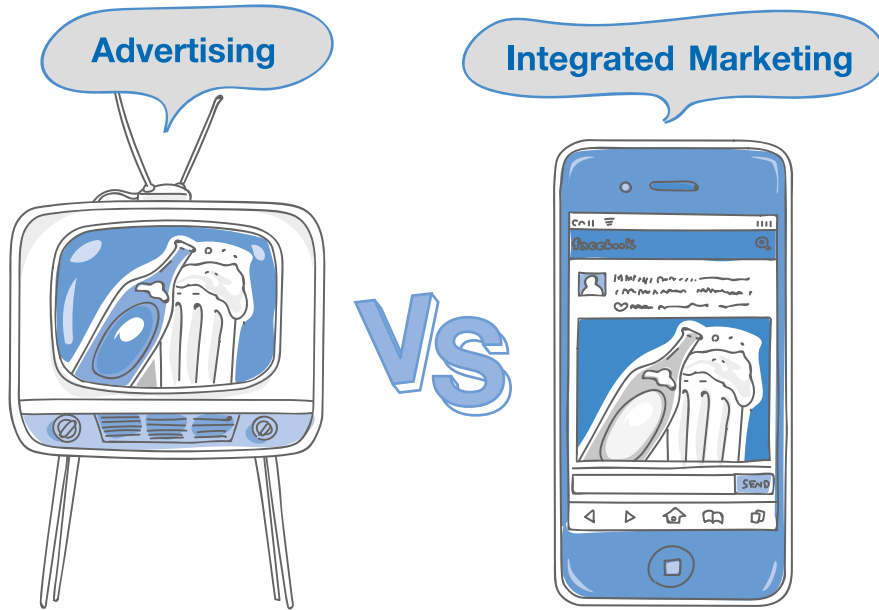 Advertising
Integrated Marketing
VS
facebook
SEND